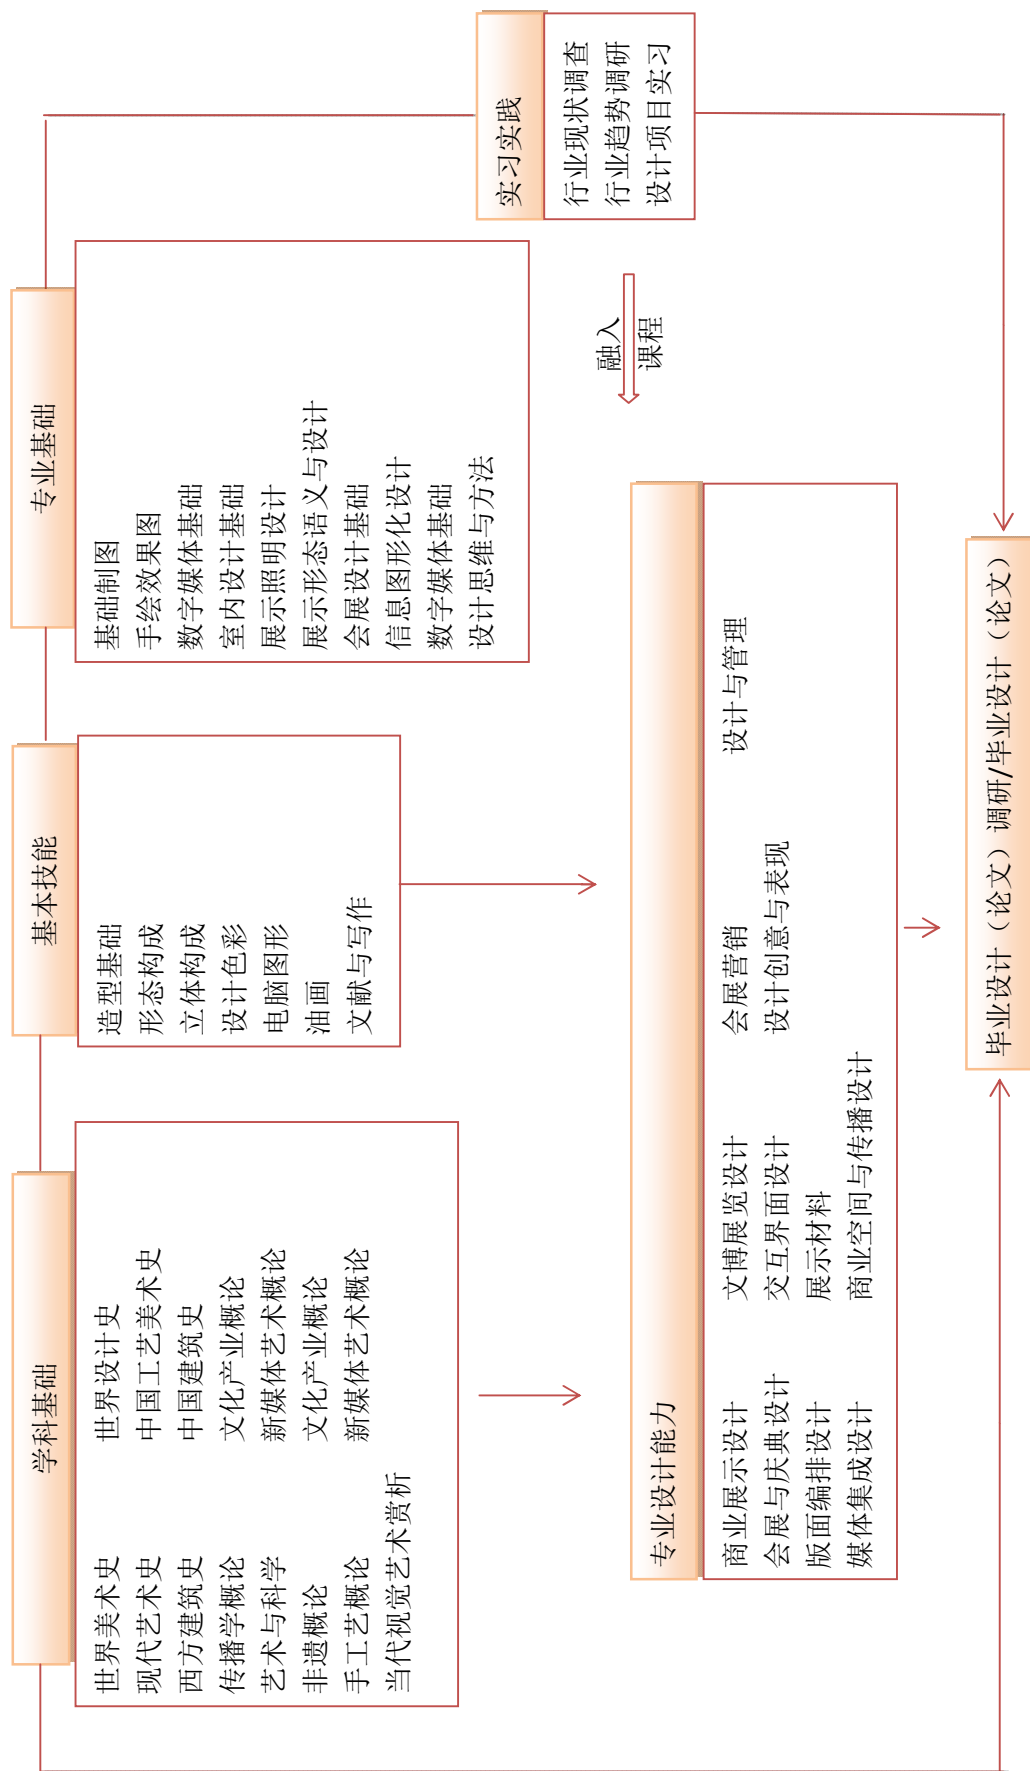 学科基础
世界美术史 世界设计史
现代艺术史 中国工艺美术史
西方建筑史 中国建筑史
传播学概论 文化产业概论
艺术与科学 新媒体艺术概论
非遗概论 文化产业概论
手工艺概论 新媒体艺术概论
当代视觉艺术赏析
基本技能
造型基础
形态构成
立体构成
设计色彩
电脑图形
油画
文献与写作
专业基础
基础制图
手绘效果图
数字媒体基础
室内设计基础
展示照明设计
展示形态语义与设计
会展设计基础
信息图形化设计
数字媒体基础
设计思维与方法
实习实践
行业现状调查
行业趋势调研
设计项目实习
融入
课程
专业设计能力
商业展示设计 文博展览设计 会展营销 设计与管理
会展与庆典设计 交互界面设计 设计创意与表现
版面编排设计 展示材料
媒体集成设计 商业空间与传播设计
毕业设计（论文）调研/毕业设计（论文）